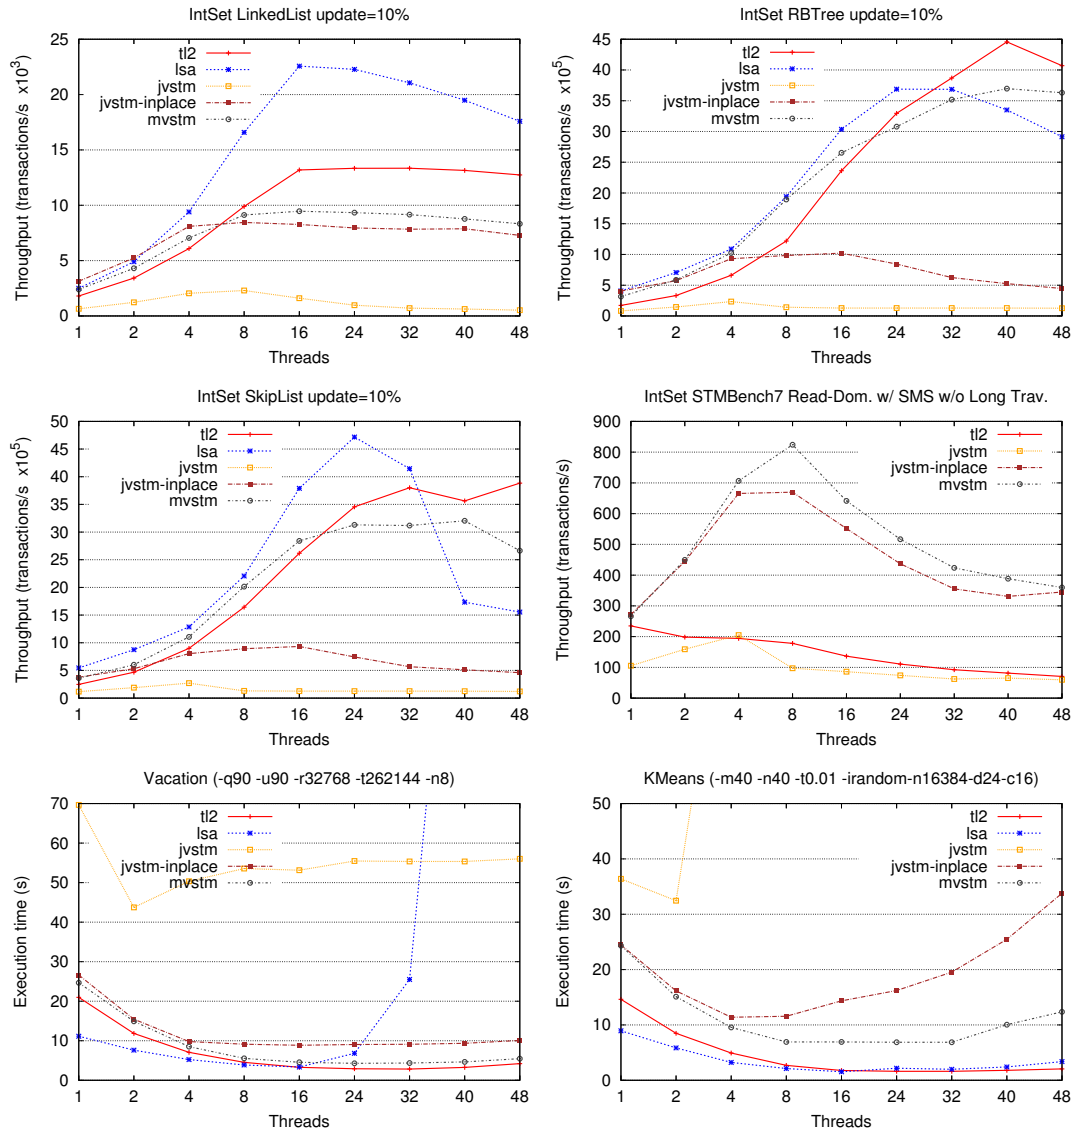 IntSet LinkedList update=10%
Throughput (transactions/s x10³)
25
20
15
10
5
0
tl2
lsa
jvstm
jvstm-inplace
mvstm
1 2 4 8 16 24 32 40 48
Threads
IntSet RBTree update=10%
Throughput (transactions/s x10⁵)
45
40
35
30
25
20
15
10
5
0
tl2
lsa
jvstm
jvstm-inplace
mvstm
1 2 4 8 16 24 32 40 48
Threads
IntSet SkipList update=10%
Throughput (transactions/s x10⁵)
50
45
40
35
30
25
20
15
10
5
0
tl2
lsa
jvstm
jvstm-inplace
mvstm
1 2 4 8 16 24 32 40 48
Threads
IntSet STMBench7 Read-Dom. w/ SMS w/o Long Trav.
Throughput (transactions/s)
900
800
700
600
500
400
300
200
100
0
tl2
jvstm
jvstm-inplace
mvstm
1 2 4 8 16 24 32 40 48
Threads
Vacation (-q90 -u90 -r32768 -t262144 -n8)
Execution time (s)
70
60
50
40
30
20
10
0
tl2
lsa
jvstm
jvstm-inplace
mvstm
1 2 4 8 16 24 32 40 48
Threads
KMeans (-m40 -n40 -t0.01 -irandom-n16384-d24-c16)
Execution time (s)
50
40
30
20
10
0
tl2
lsa
jvstm
jvstm-inplace
mvstm
1 2 4 8 16 24 32 40 48
Threads